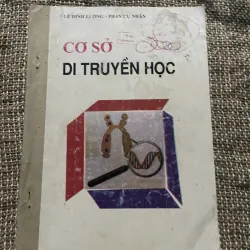 LÊ ĐÌNH LƯƠNG - PHAN CỰ NHÂN
CƠ SỞ
DI TRUYỀN HỌC